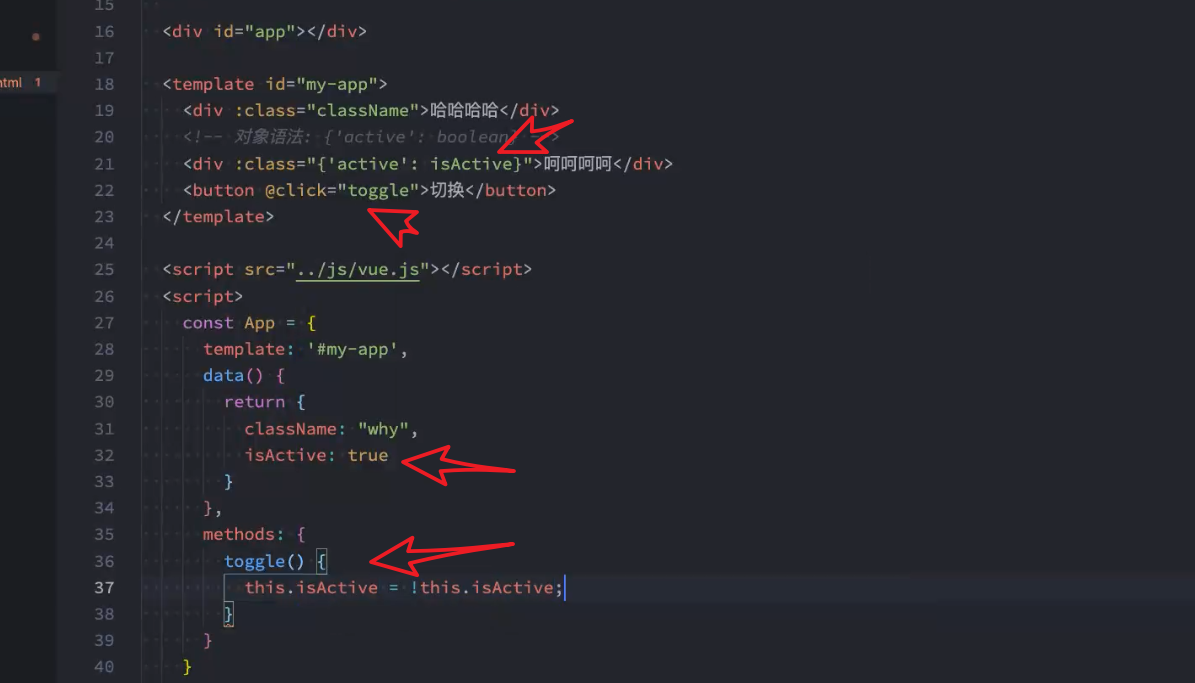 15
16 <div id="app"></div>
17
html 1
18 <template id="my-app">
19 <div :class="className">哈哈哈哈</div>
20 <!-- 对象语法: {'active': boolean} -->
21 <div :class="{'active': isActive}">呵呵呵呵</div>
22 <button @click="toggle">切换</button>
23 </template>
24
25 <script src="../js/vue.js"></script>
26 <script>
27 const App = {
28 template: '#my-app',
29 data() {
30 return {
31 className: "why",
32 isActive: true
33 }
34 },
35 methods: {
36 toggle() {
37 this.isActive = !this.isActive;
38 }
39 }
40 }